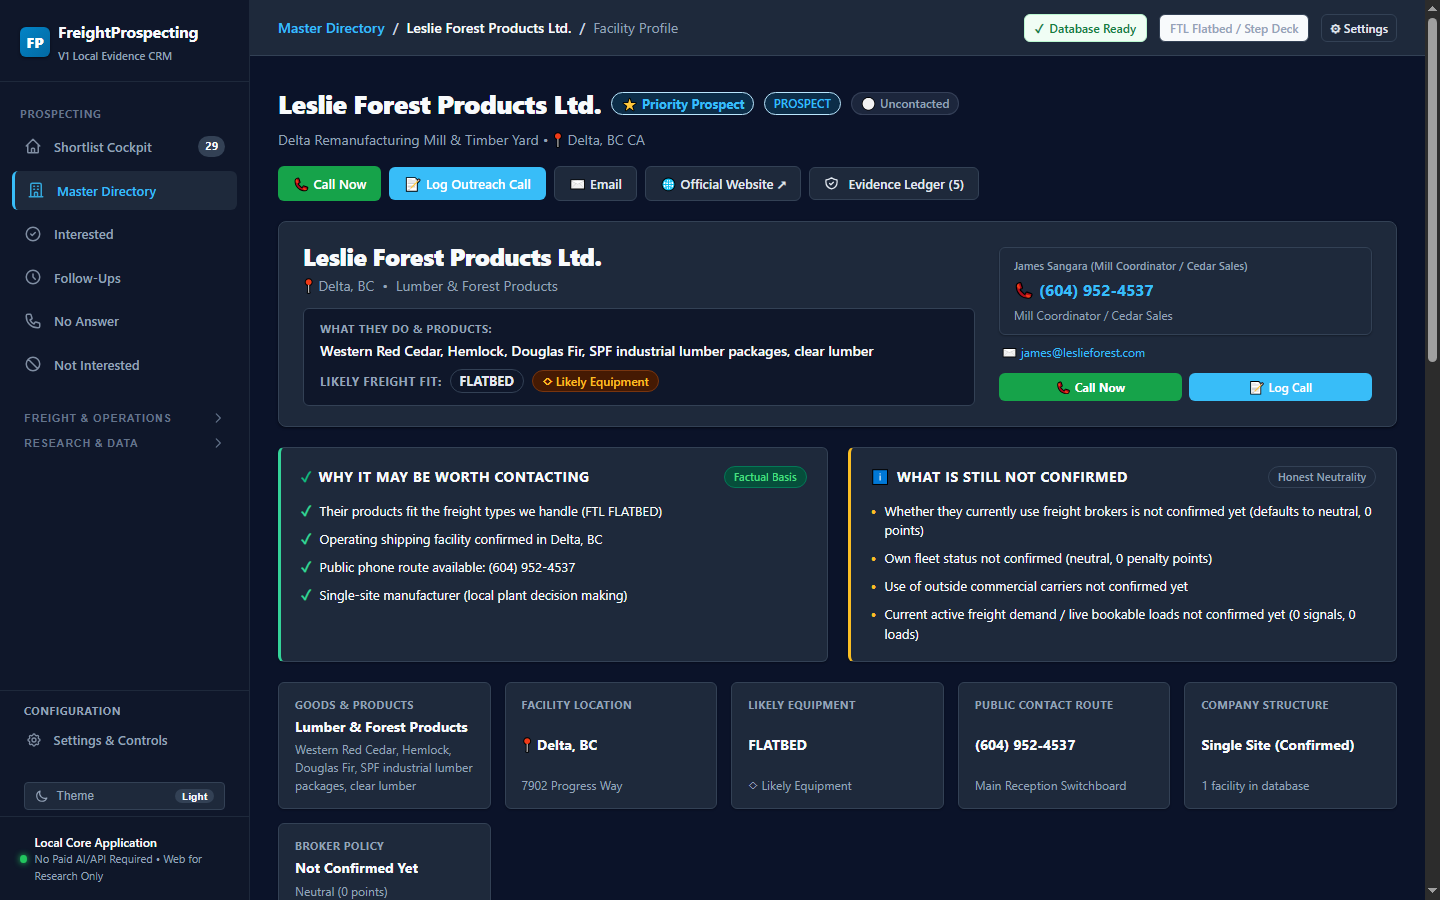 FP
FreightProspecting
V1 Local Evidence CRM
PROSPECTING
Shortlist Cockpit 29
Master Directory
Interested
Follow-Ups
No Answer
Not Interested
FREIGHT & OPERATIONS
RESEARCH & DATA
CONFIGURATION
Settings & Controls
Theme Light
Local Core Application
No Paid AI/API Required • Web for
Research Only
Master Directory / Leslie Forest Products Ltd. / Facility Profile
✓ Database Ready
FTL Flatbed / Step Deck
⚙ Settings
Leslie Forest Products Ltd. ⭐ Priority Prospect PROSPECT ⚪ Uncontacted
Delta Remanufacturing Mill & Timber Yard • 📍 Delta, BC CA
📞 Call Now
📝 Log Outreach Call
✉️ Email
🌐 Official Website ↗
Evidence Ledger (5)
Leslie Forest Products Ltd.
📍 Delta, BC • Lumber & Forest Products
WHAT THEY DO & PRODUCTS:
Western Red Cedar, Hemlock, Douglas Fir, SPF industrial lumber packages, clear lumber
LIKELY FREIGHT FIT: FLATBED ◇ Likely Equipment
James Sangara (Mill Coordinator / Cedar Sales)
📞 (604) 952-4537
Mill Coordinator / Cedar Sales
✉️ james@leslieforest.com
📞 Call Now
📝 Log Call
✓ WHY IT MAY BE WORTH CONTACTING
Factual Basis
✓ Their products fit the freight types we handle (FTL FLATBED)
✓ Operating shipping facility confirmed in Delta, BC
✓ Public phone route available: (604) 952-4537
✓ Single-site manufacturer (local plant decision making)
ℹ️ WHAT IS STILL NOT CONFIRMED
Honest Neutrality
• Whether they currently use freight brokers is not confirmed yet (defaults to neutral, 0
points)
• Own fleet status not confirmed (neutral, 0 penalty points)
• Use of outside commercial carriers not confirmed yet
• Current active freight demand / live bookable loads not confirmed yet (0 signals, 0
loads)
GOODS & PRODUCTS
Lumber & Forest Products
Western Red Cedar, Hemlock,
Douglas Fir, SPF industrial lumber
packages, clear lumber
FACILITY LOCATION
📍 Delta, BC
7902 Progress Way
LIKELY EQUIPMENT
FLATBED
◇ Likely Equipment
PUBLIC CONTACT ROUTE
(604) 952-4537
Main Reception Switchboard
COMPANY STRUCTURE
Single Site (Confirmed)
1 facility in database
BROKER POLICY
Not Confirmed Yet
Neutral (0 points)